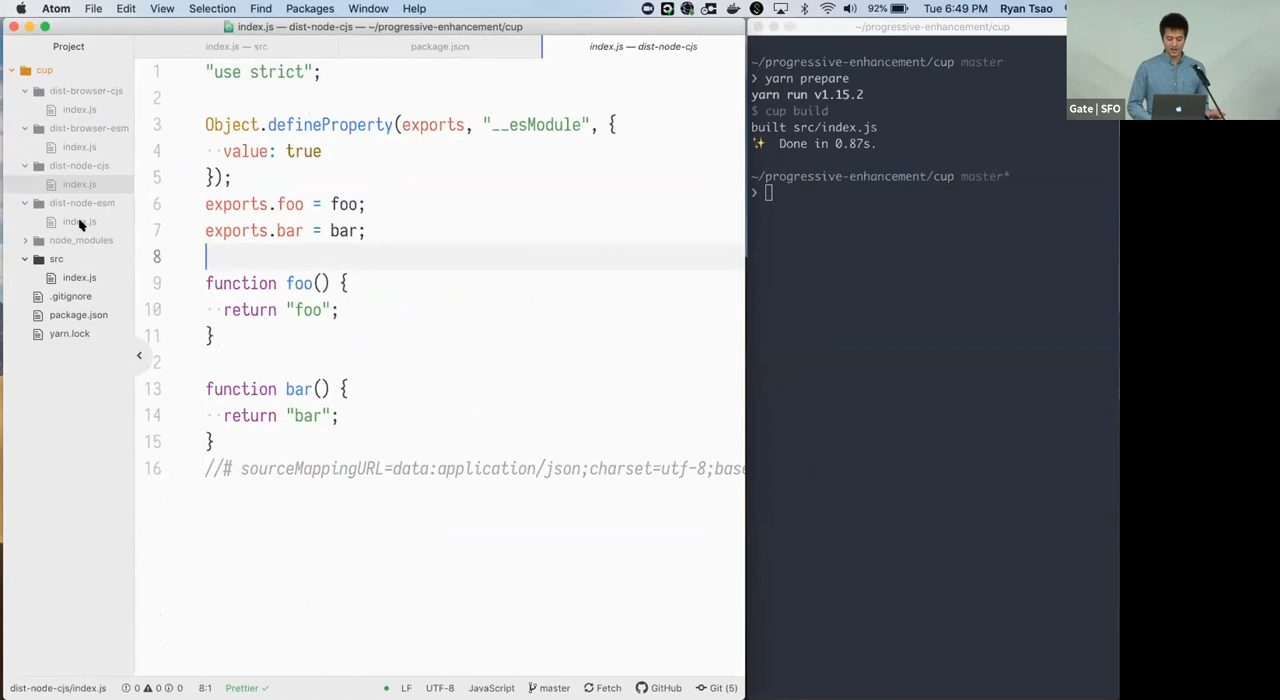 Atom File Edit View Selection Find Packages Window Help 92% Tue 6:49 PM Ryan Tsao
index.js — dist-node-cjs — ~/progressive-enhancement/cup
~/progressive-enhancement/cup
Project
index.js — src
package.json
index.js — dist-node-cjs
cup
dist-browser-cjs
index.js
dist-browser-esm
index.js
dist-node-cjs
index.js
dist-node-esm
index.js
node_modules
src
index.js
.gitignore
package.json
yarn.lock
1 "use strict";
2
3 Object.defineProperty(exports, "__esModule", {
4 ··value: true
5 });
6 exports.foo = foo;
7 exports.bar = bar;
8
9 function foo() {
10 ··return "foo";
11 }
12
13 function bar() {
14 ··return "bar";
15 }
16 //# sourceMappingURL=data:application/json;charset=utf-8;base
~/progressive-enhancement/cup master
❯ yarn prepare
yarn run v1.15.2
$ cup build
built src/index.js
✨ Done in 0.87s.
~/progressive-enhancement/cup master*
❯
Gate | SFO
dist-node-cjs/index.js 0 0 0 8:1 Prettier ✓ LF UTF-8 JavaScript master Fetch GitHub Git (5)